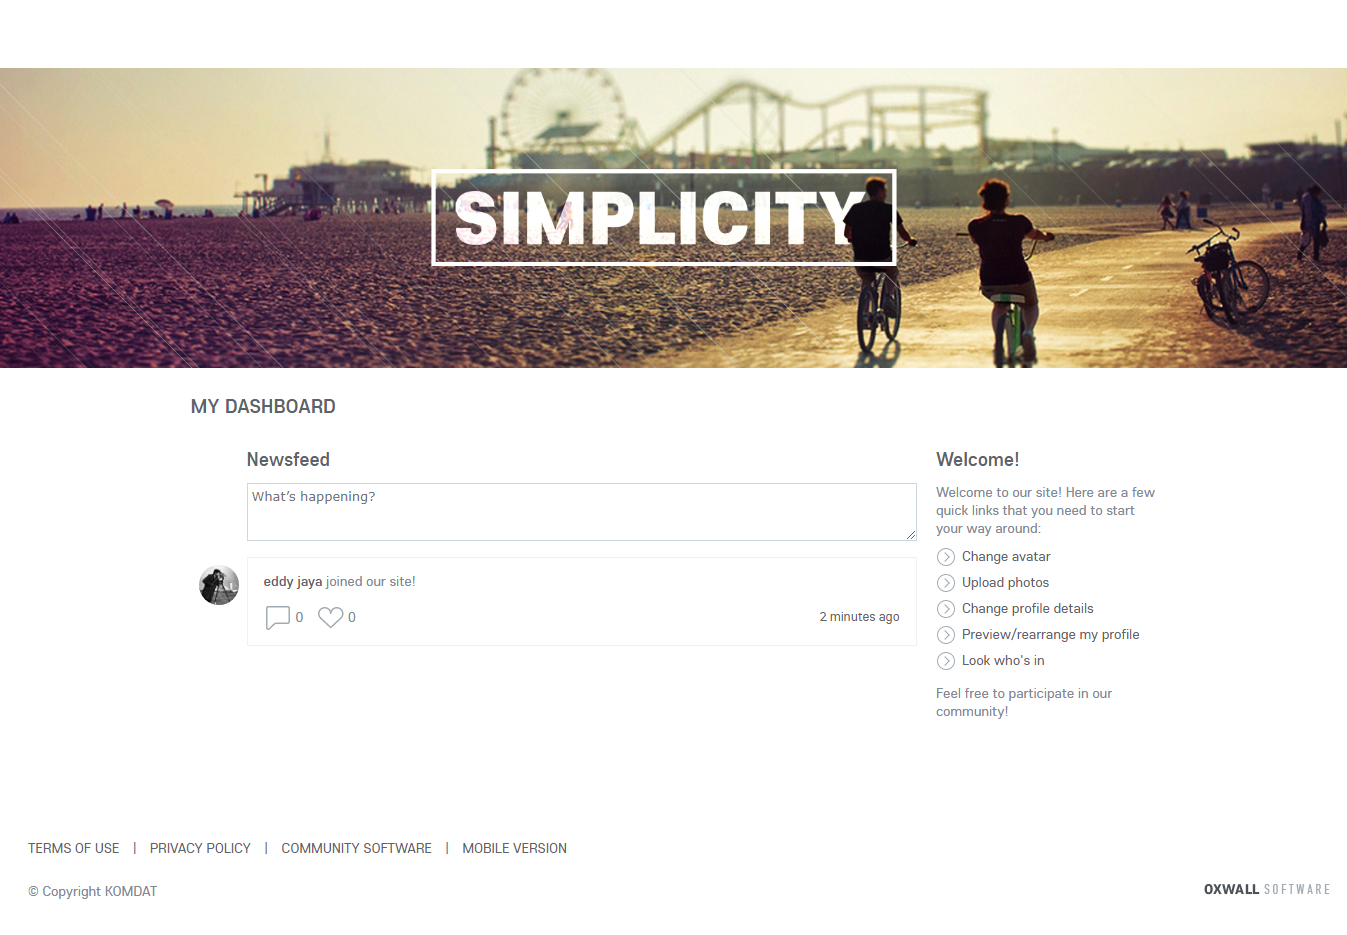 SIMPLICITY
MY DASHBOARD
Newsfeed
What's happening?
eddy jaya joined our site!
0 0
2 minutes ago
Welcome!
Welcome to our site! Here are a few
quick links that you need to start
your way around:
Change avatar
Upload photos
Change profile details
Preview/rearrange my profile
Look who's in
Feel free to participate in our
community!
TERMS OF USE | PRIVACY POLICY | COMMUNITY SOFTWARE | MOBILE VERSION
© Copyright KOMDAT
OXWALL SOFTWARE